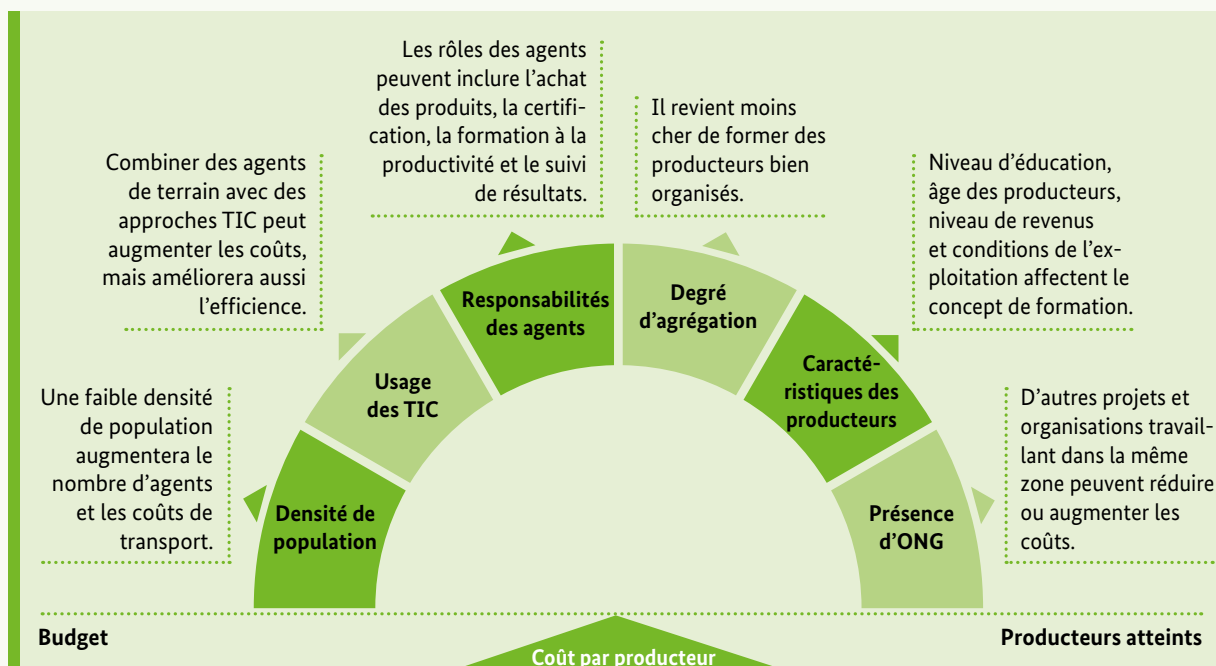 Les rôles des agents
peuvent inclure l’achat
des produits, la certifi-
cation, la formation à la
productivité et le suivi
de résultats.
Il revient moins
cher de former des
producteurs bien
organisés.
Combiner des agents
de terrain avec des
approches TIC peut
augmenter les coûts,
mais améliorera aussi
l’efficience.
Niveau d’éducation,
âge des producteurs,
niveau de revenus
et conditions de l’ex-
ploitation affectent le
concept de formation.
Responsabilités
des agents
Degré
d’agrégation
Usage
des TIC
Caracté-
ristiques des
producteurs
Une faible densité
de population
augmentera le
nombre d’agents
et les coûts de
transport.
D’autres projets et
organisations travail-
lant dans la même
zone peuvent réduire
ou augmenter les
coûts.
Densité de
population
Présence
d’ONG
Budget
Producteurs atteints
Coût par producteur